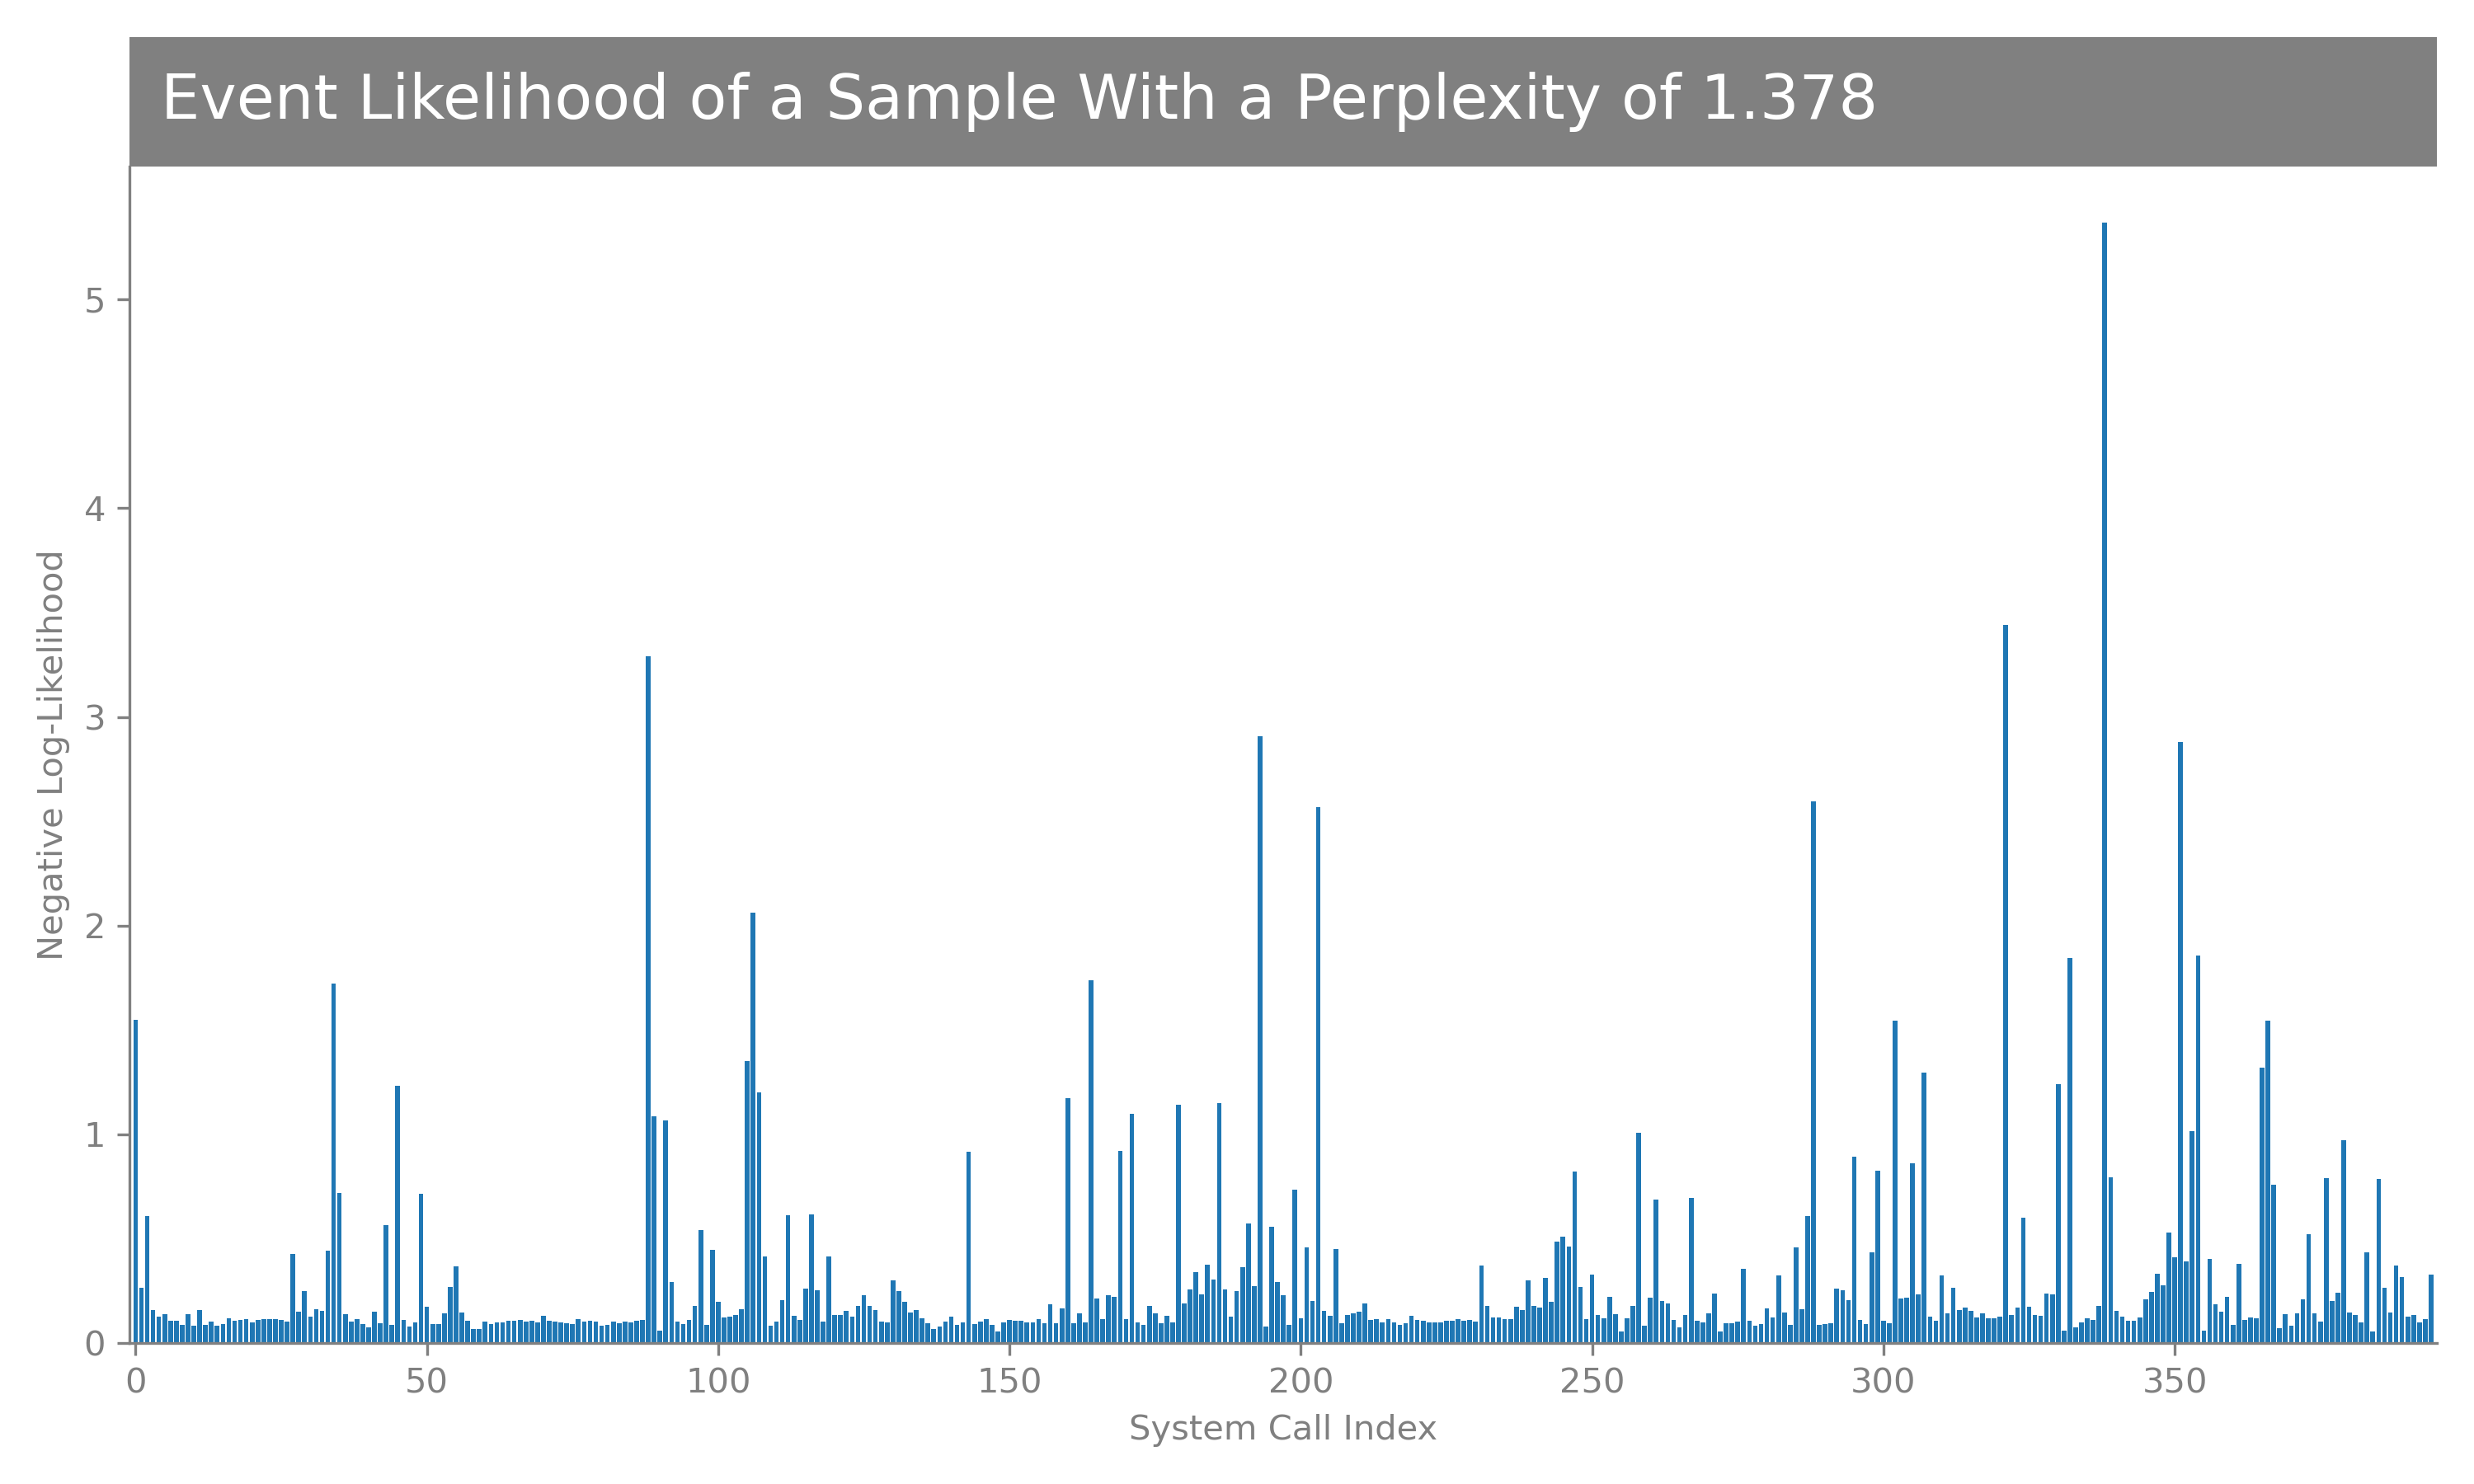 Event Likelihood of a Sample With a Perplexity of 1.378
5
4
3
2
1
0
Negative Log-Likelihood
0 50 100 150 200 250 300 350
System Call Index